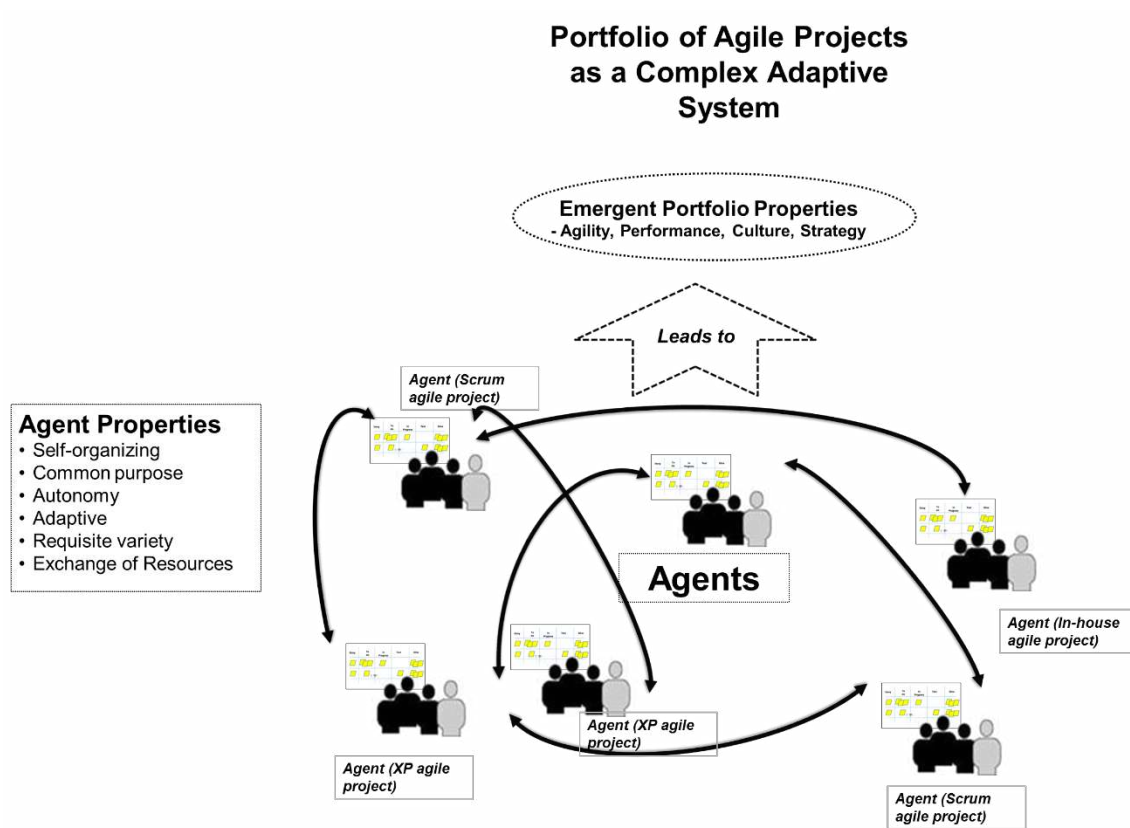 Portfolio of Agile Projects
as a Complex Adaptive
System
Emergent Portfolio Properties
- Agility, Performance, Culture, Strategy
Leads to
Agent (Scrum
agile project)
Agent Properties
• Self-organizing
• Common purpose
• Autonomy
• Adaptive
• Requisite variety
• Exchange of Resources
Agents
Agent (In-house
agile project)
Agent (XP agile
project)
Agent (XP agile
project)
Agent (Scrum
agile project)